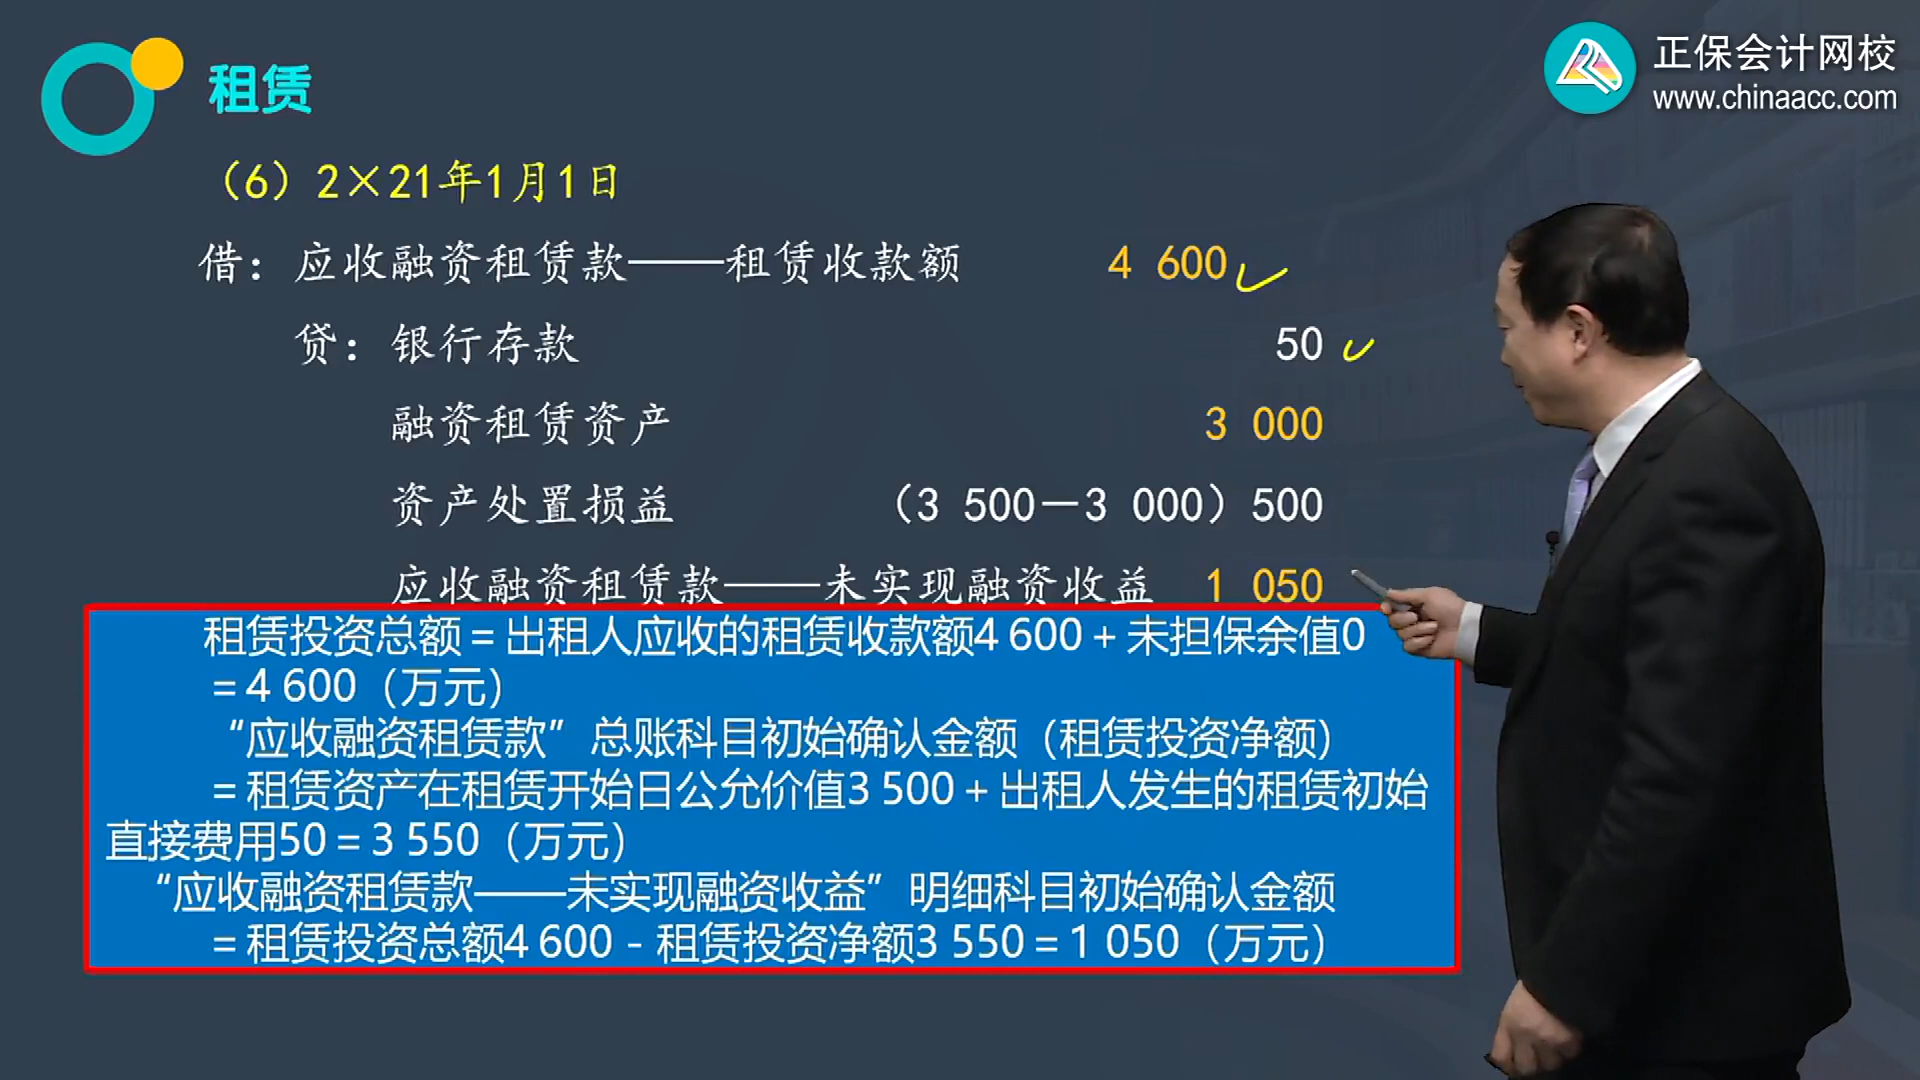 租赁
正保会计网校
www.chinaacc.com
（6）2×21年1月1日
借：应收融资租赁款——租赁收款额 4 600
贷：银行存款 50
融资租赁资产 3 000
资产处置损益 （3 500－3 000）500
应收融资租赁款——未实现融资收益 1 050
租赁投资总额＝出租人应收的租赁收款额4 600＋未担保余值0
＝4 600（万元）
“应收融资租赁款”总账科目初始确认金额（租赁投资净额）
＝租赁资产在租赁开始日公允价值3 500＋出租人发生的租赁初始
直接费用50＝3 550（万元）
“应收融资租赁款——未实现融资收益”明细科目初始确认金额
＝租赁投资总额4 600－租赁投资净额3 550＝1 050（万元）